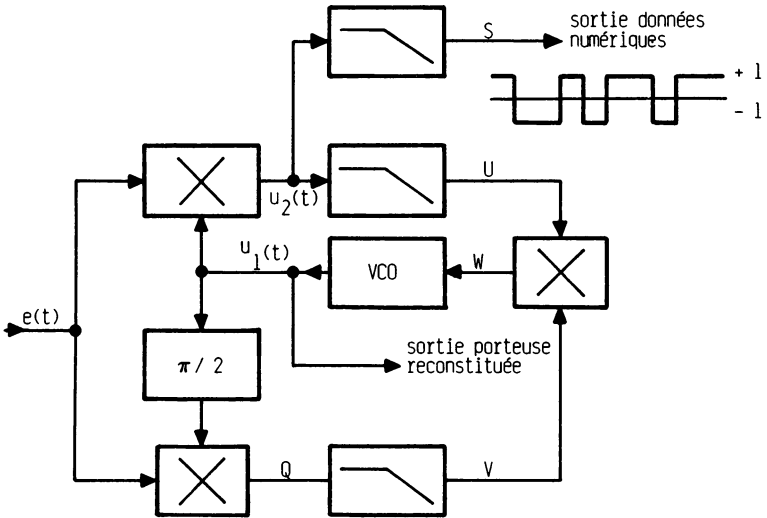 S
sortie données
numériques
+ 1
- 1
U
u2(t)
u1(t)
VCO
W
e(t)
π / 2
sortie porteuse
reconstituée
Q
V